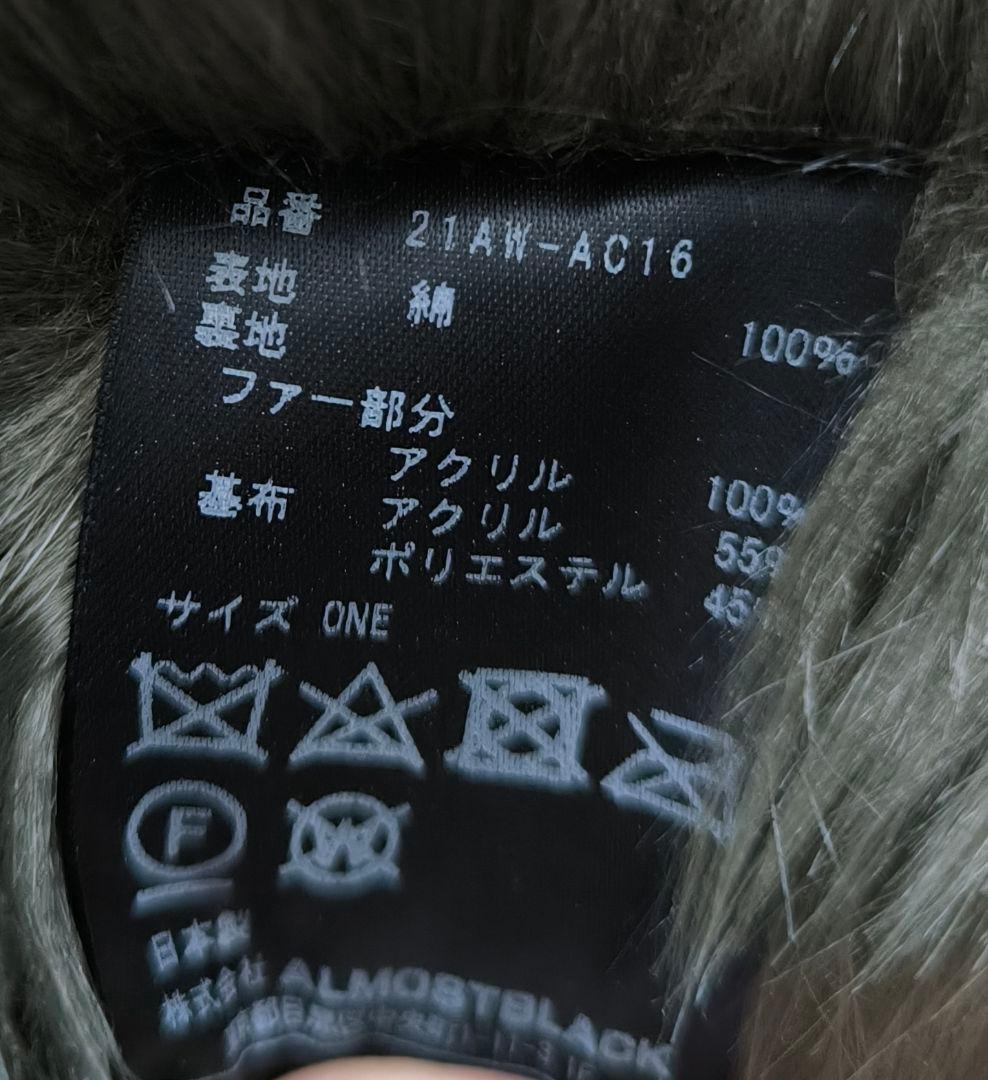 品番 21AW-AC16
表地 綿 100%
裏地
ファー部分
アクリル 100%
基布 アクリル 55%
ポリエステル 45
サイズ ONE
F
W
日本製
株式会社 ALMOSTBLACK